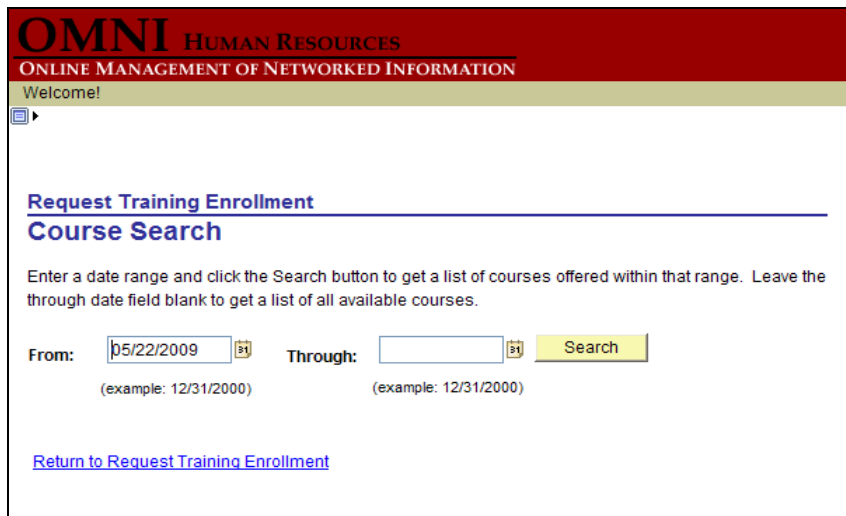 OMNI HUMAN RESOURCES
ONLINE MANAGEMENT OF NETWORKED INFORMATION
Welcome!
Request Training Enrollment
Course Search
Enter a date range and click the Search button to get a list of courses offered within that range. Leave the
through date field blank to get a list of all available courses.
From: 05/22/2009 31 Through: 31 Search
(example: 12/31/2000) (example: 12/31/2000)
Return to Request Training Enrollment